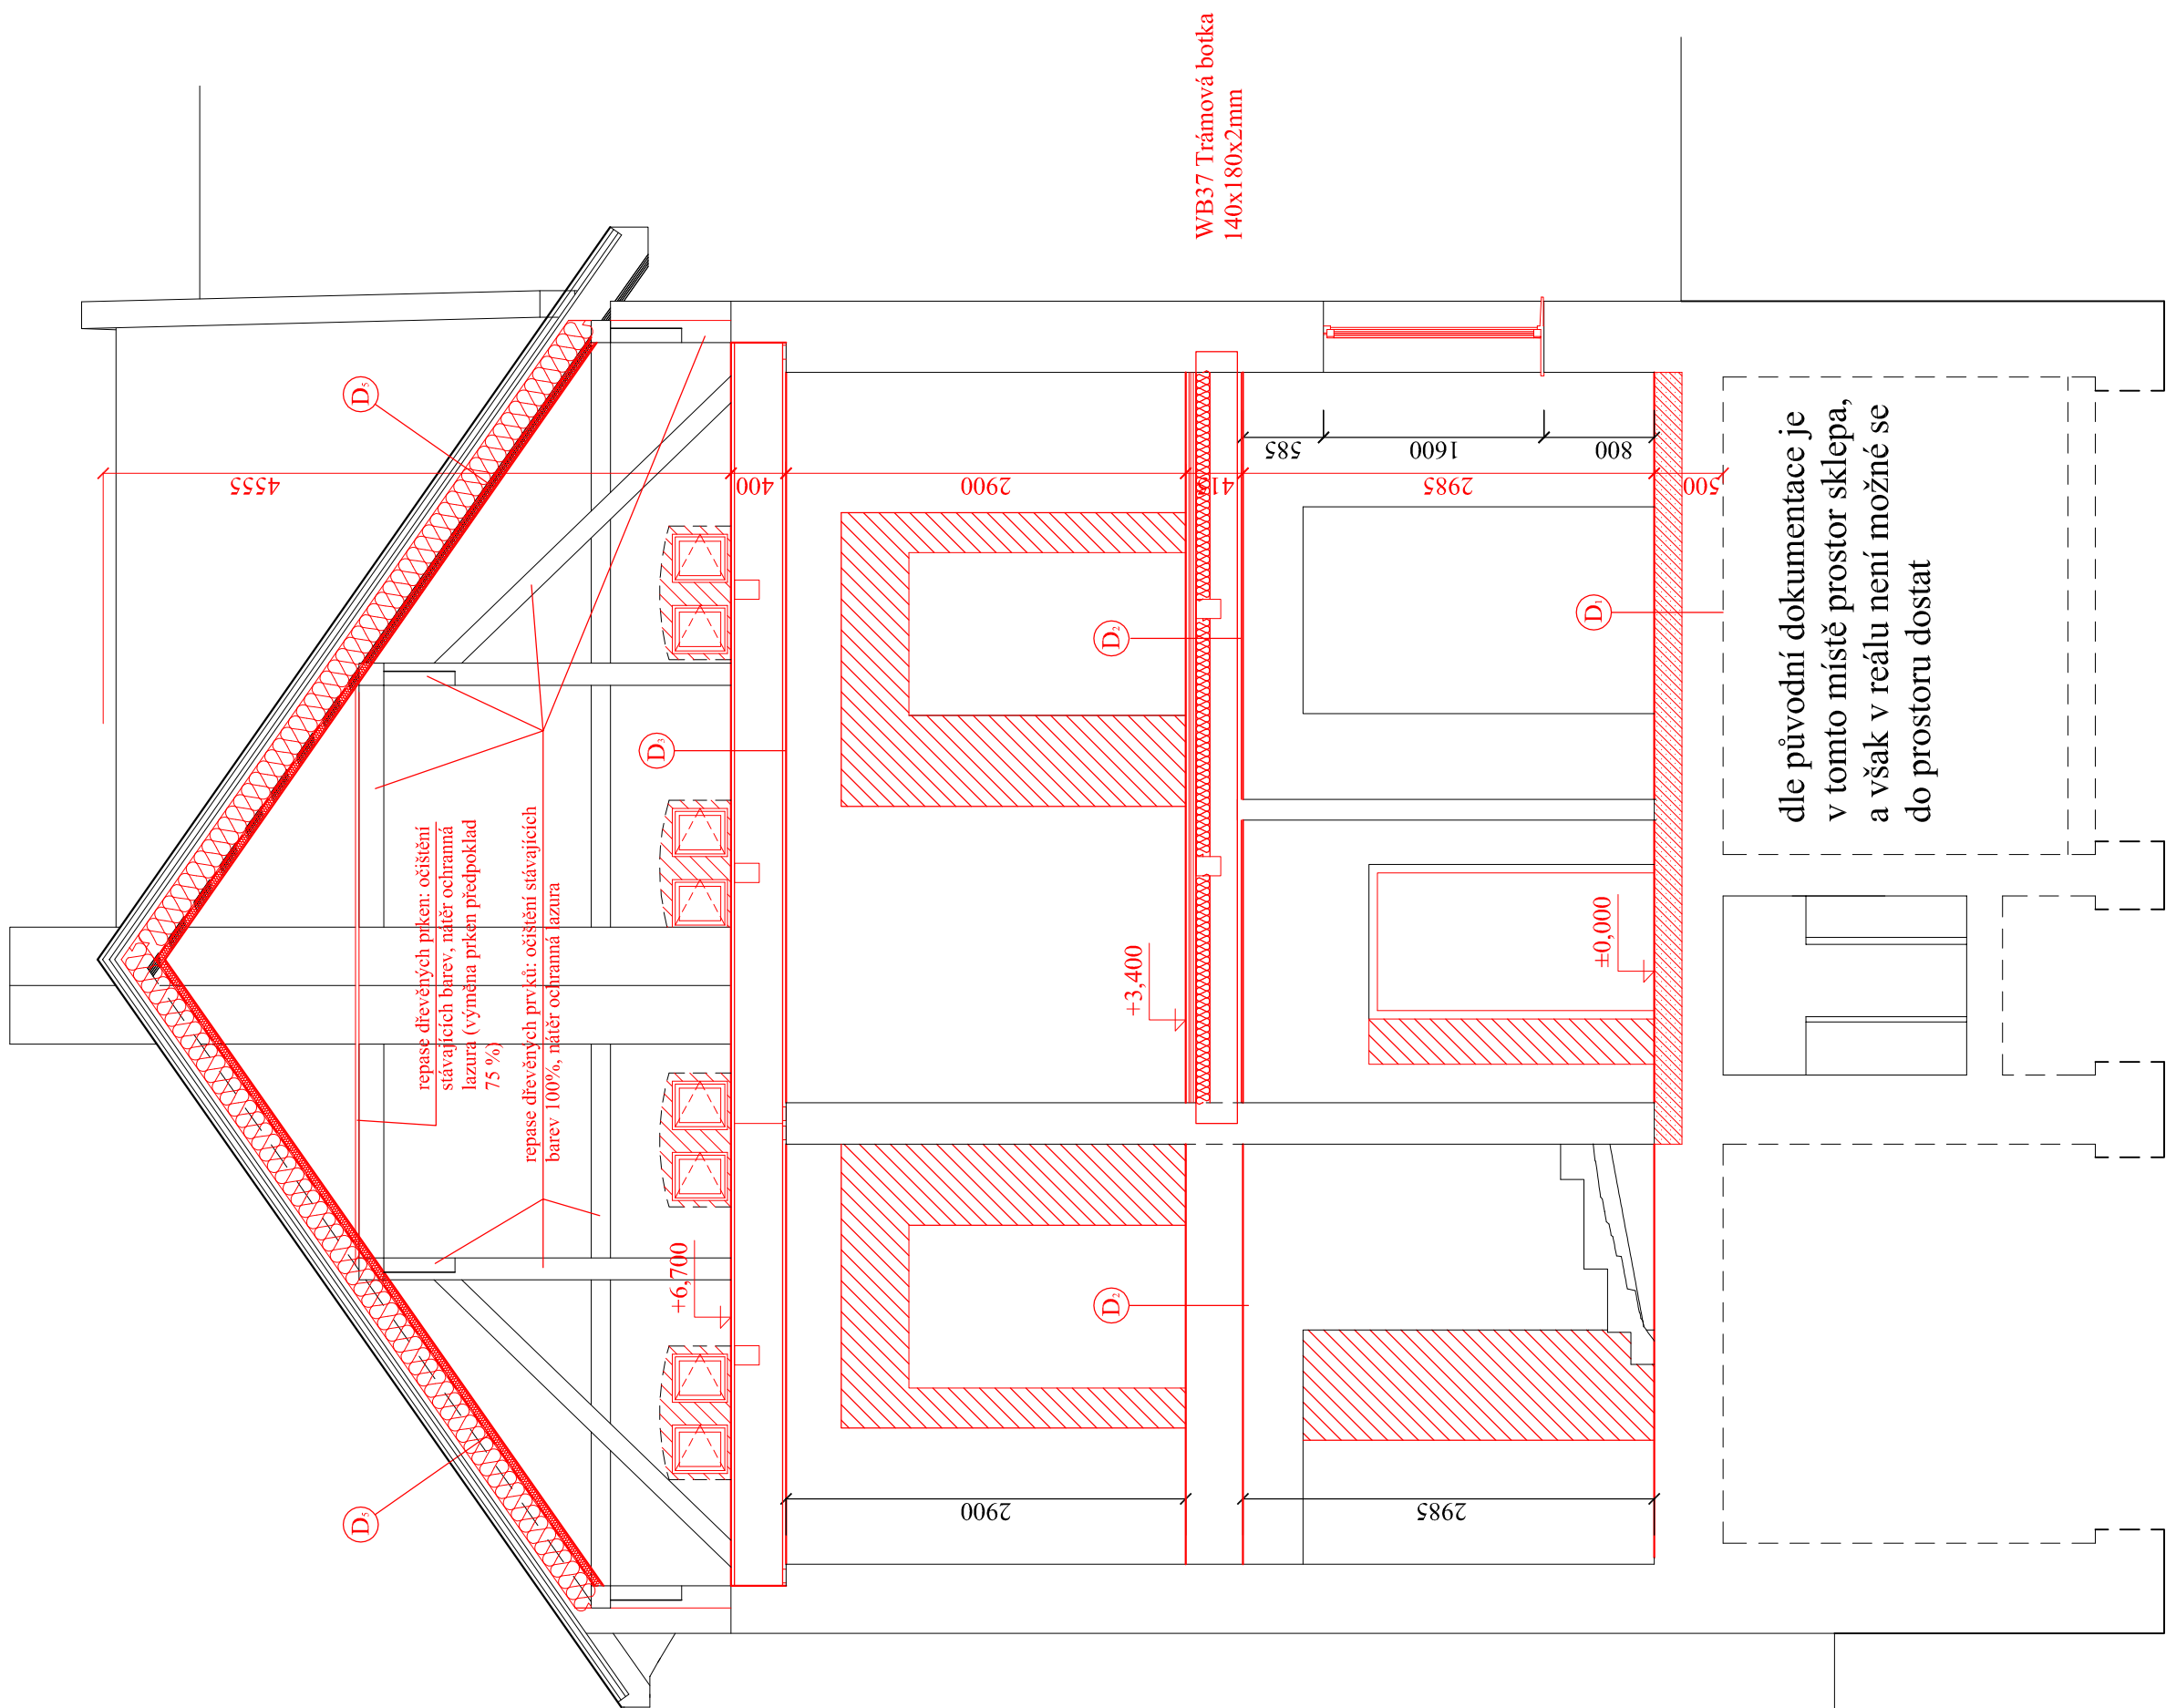 WB37 Trámová botka
140x180x2mm
D5
4555
400
2900
2985
500
585
1600
800
D3
D2
D1
repase dřevěných prken: očištění
stávajících barev, nátěr ochranná
lazura (výměna prken předpoklad
75 %)
repase dřevěných prvků: očištění stávajících
barev 100%, nátěr ochranná lazura
+6,700
+3,400
±0,000
D5
D2
2900
2985
dle původní dokumentace je
v tomto místě prostor sklepa,
a však v reálu není možné se
do prostoru dostat